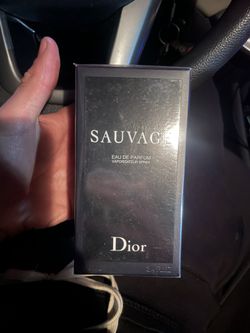 SAUVAGE
EAU DE PARFUM
VAPORISATEUR SPRAY
Dior